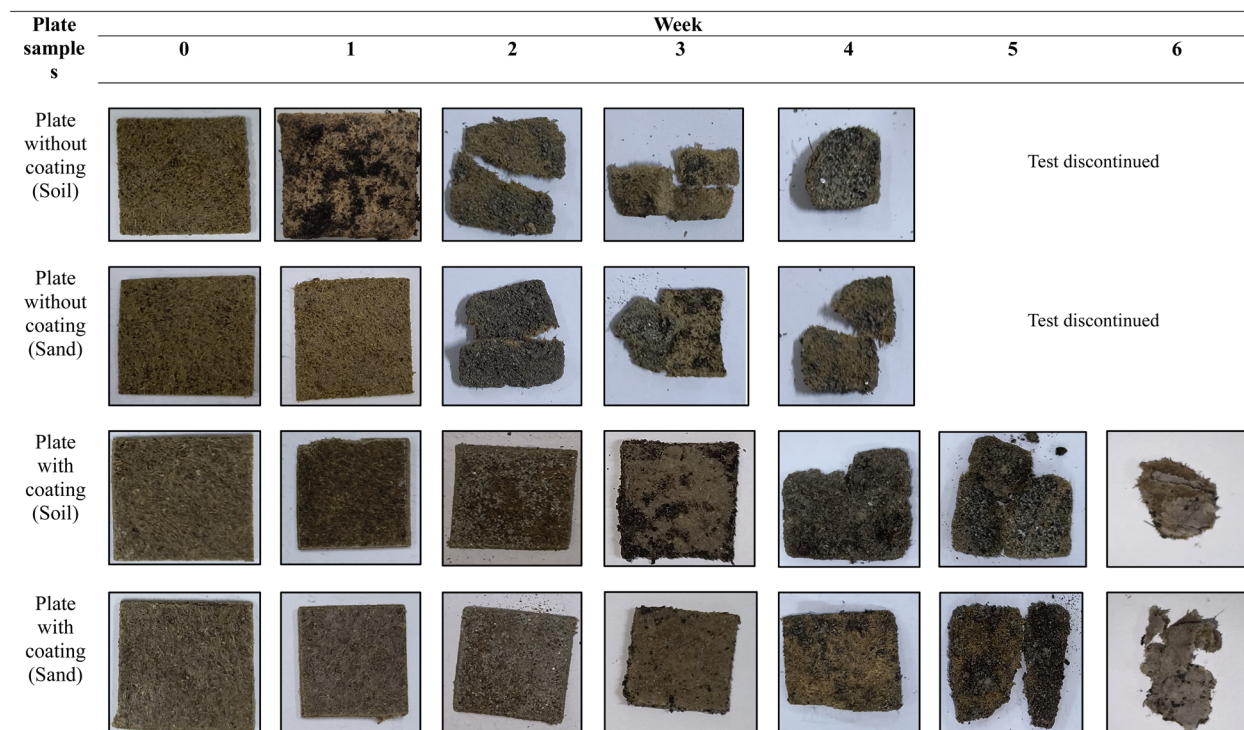 Plate
sample
s
Week
0 1 2 3 4 5 6
Plate
without
coating
(Soil)
Test discontinued
Plate
without
coating
(Sand)
Test discontinued
Plate
with
coating
(Soil)
Plate
with
coating
(Sand)